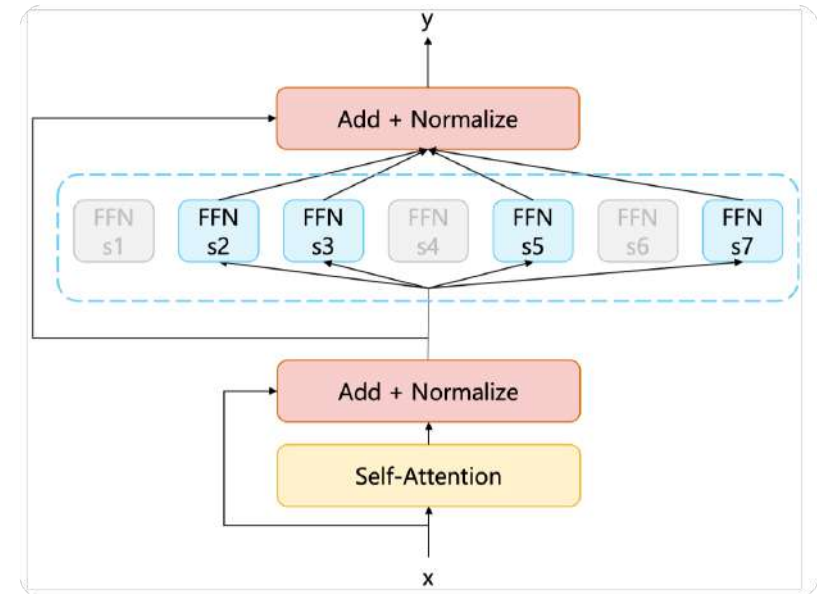 y
Add + Normalize
FFN FFN FFN FFN FFN FFN FFN
s1 s2 s3 s4 s5 s6 s7
Add + Normalize
Self-Attention
x